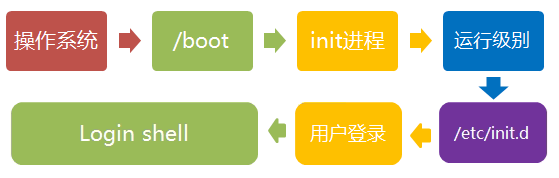 操作系统
/boot
init进程
运行级别
/etc/init.d
用户登录
Login shell